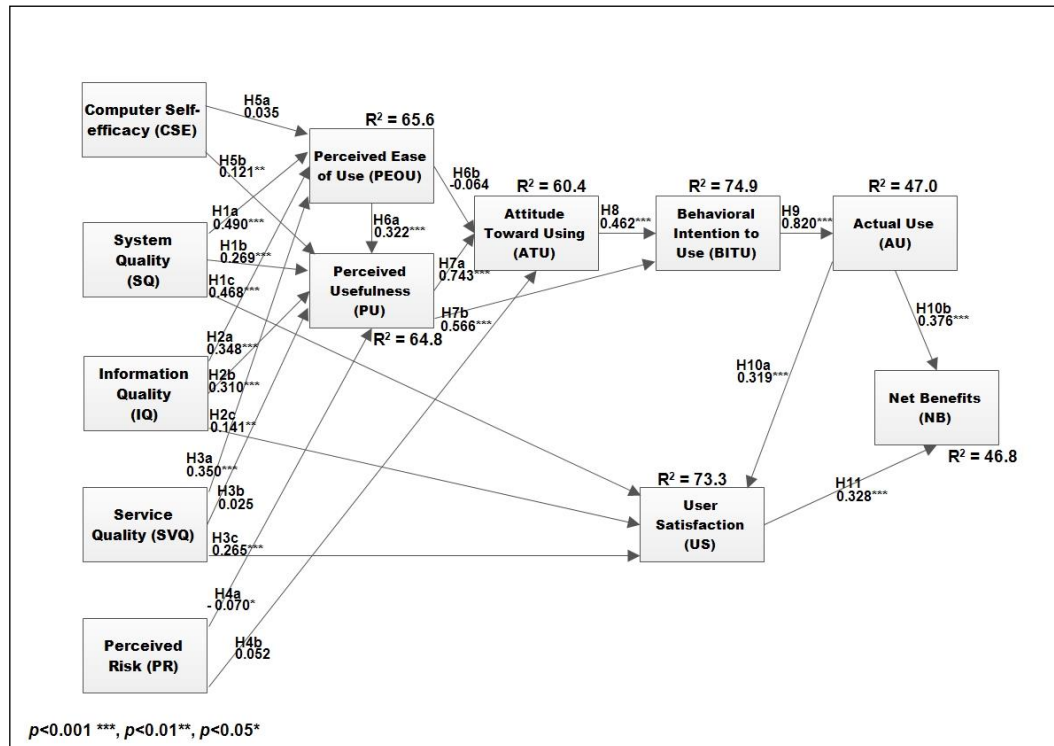 Computer Self-
efficacy (CSE)
H5a
0.035
R² = 65.6
Perceived Ease
of Use (PEOU)
H5b
0.121**
H6b
-0.064
R² = 60.4
Attitude
Toward Using
(ATU)
H8
0.462***
R² = 74.9
Behavioral
Intention to
Use (BITU)
H9
0.820***
R² = 47.0
Actual Use
(AU)
H1a
0.490***
H6a
0.322***
System
Quality
(SQ)
H1b
0.269***
H1c
0.468***
Perceived
Usefulness
(PU)
R² = 64.8
H7a
0.743***
H7b
0.566***
H10b
0.376***
H2a
0.348***
Information
Quality
(IQ)
H2b
0.310***
H2c
0.141**
H10a
0.319***
Net Benefits
(NB)
R² = 46.8
H3a
0.350***
H3b
0.025
Service
Quality (SVQ)
H3c
0.265***
R² = 73.3
User
Satisfaction
(US)
H11
0.328***
H4a
- 0.070*
Perceived
Risk (PR)
H4b
0.052
p<0.001 ***, p<0.01**, p<0.05*